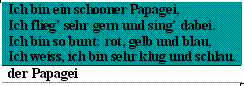 Ich bin ein schooner Papagei,
Ich flieg' sehr gern und sing' dabei.
Ich bin so bunt: rot, gelb und blau,
Ich weiss, ich bin sehr klug und schlau.
der Papagei